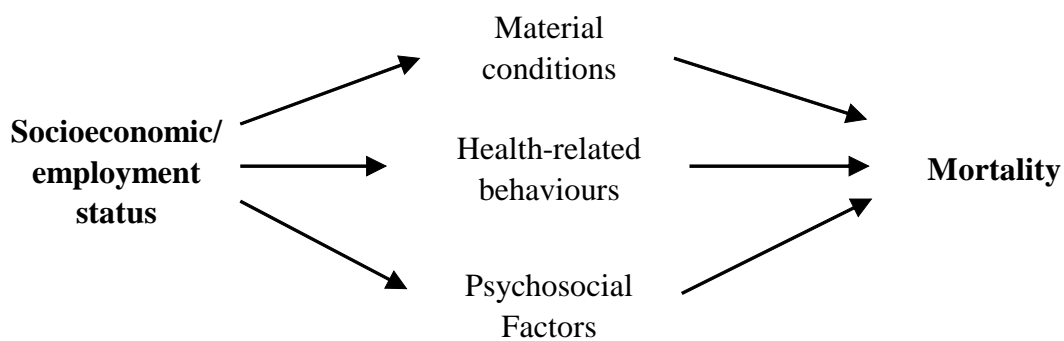 Material
conditions
Socioeconomic/
employment
status
Health-related
behaviours
Mortality
Psychosocial
Factors